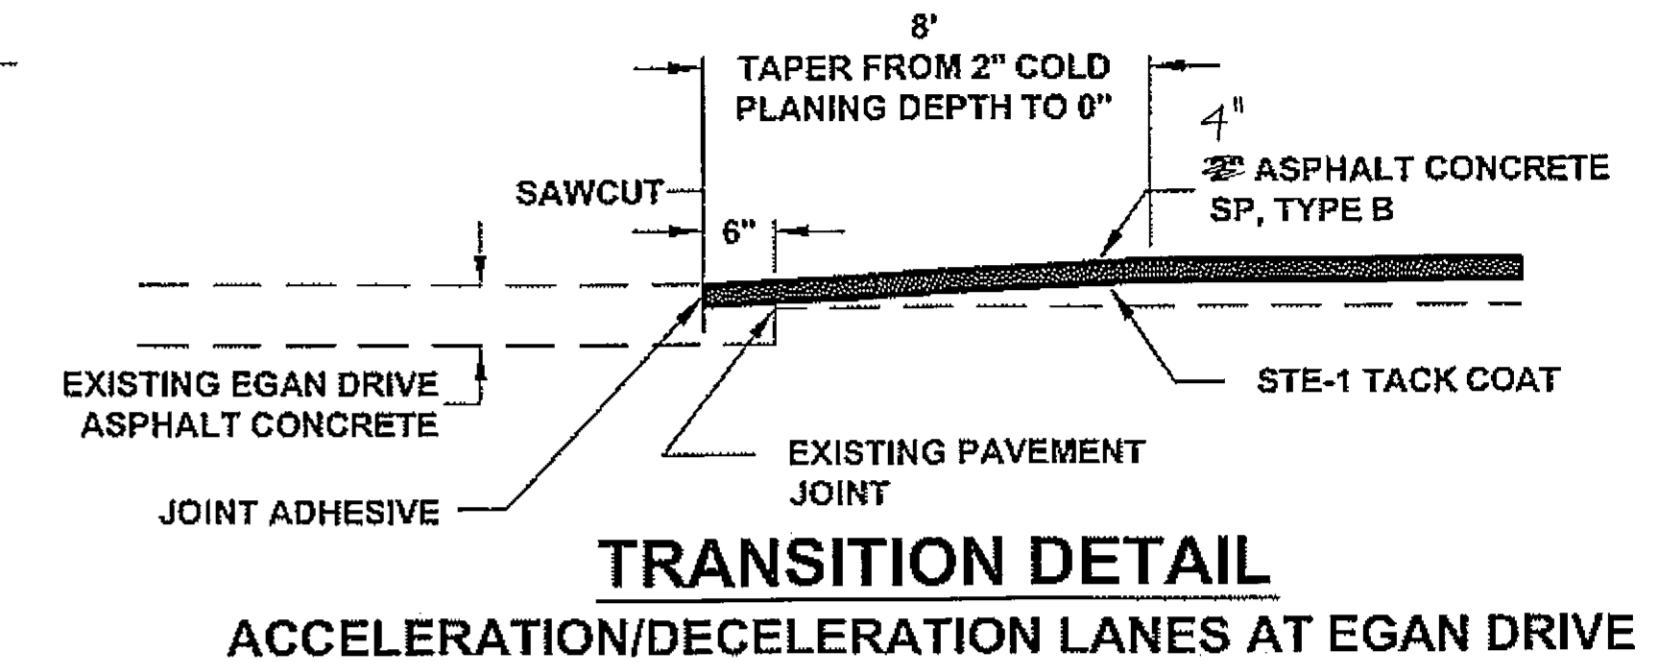 8'
TAPER FROM 2" COLD
PLANING DEPTH TO 0"
4"
2" ASPHALT CONCRETE
SP, TYPE B
SAWCUT
6"
EXISTING EGAN DRIVE
ASPHALT CONCRETE
STE-1 TACK COAT
EXISTING PAVEMENT
JOINT
JOINT ADHESIVE
TRANSITION DETAIL
ACCELERATION/DECELERATION LANES AT EGAN DRIVE